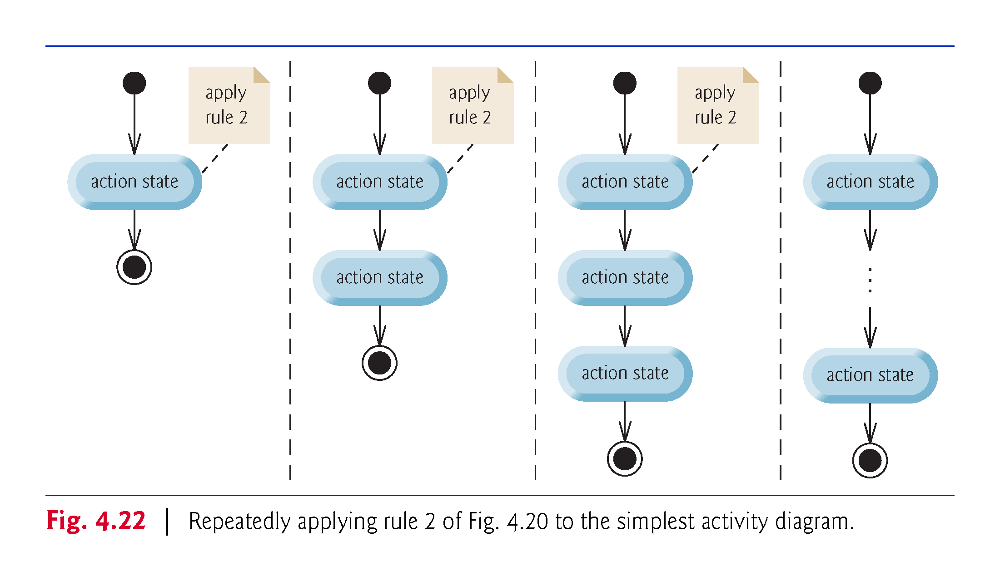 apply
rule 2
action state
apply
rule 2
action state
action state
apply
rule 2
action state
action state
action state
action state
action state
Fig. 4.22 | Repeatedly applying rule 2 of Fig. 4.20 to the simplest activity diagram.